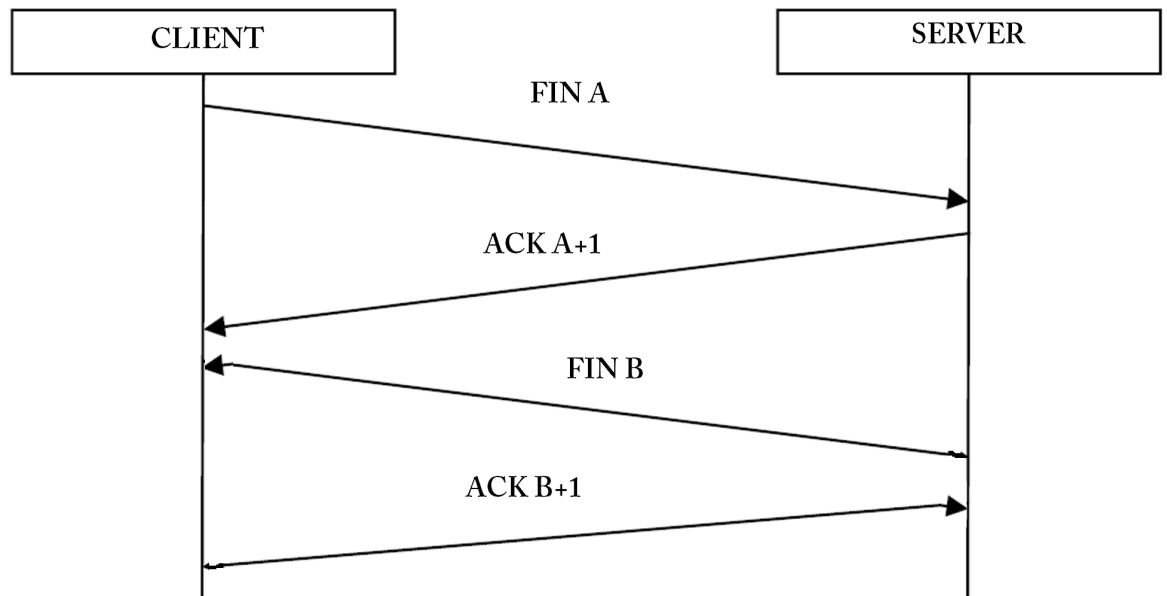 CLIENT
SERVER
FIN A
ACK A+1
FIN B
ACK B+1